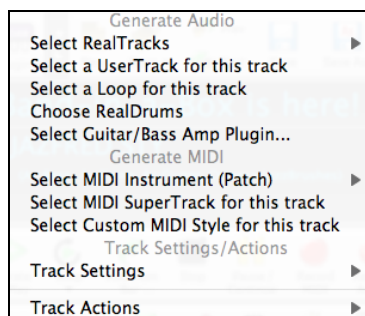 Generate Audio
Select RealTracks
Select a UserTrack for this track
Select a Loop for this track
Choose RealDrums
Select Guitar/Bass Amp Plugin...
Generate MIDI
Select MIDI Instrument (Patch)
Select MIDI SuperTrack for this track
Select Custom MIDI Style for this track
Track Settings/Actions
Track Settings
Track Actions